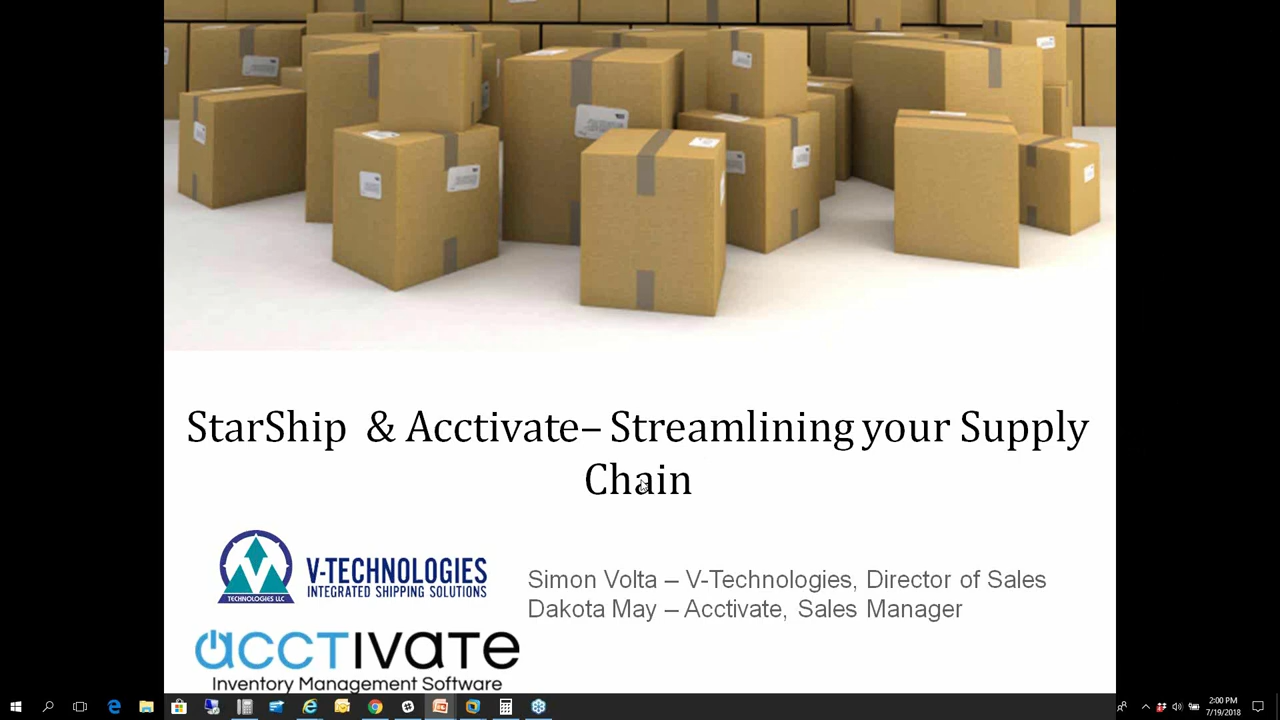 StarShip  & Acctivate– Streamlining your Supply
Chain
V-TECHNOLOGIES
INTEGRATED SHIPPING SOLUTIONS
TECHNOLOGIES LLC
Simon Volta – V-Technologies, Director of Sales
Dakota May – Acctivate, Sales Manager
acctivate
Inventory Management Software
2:00 PM
7/19/2018